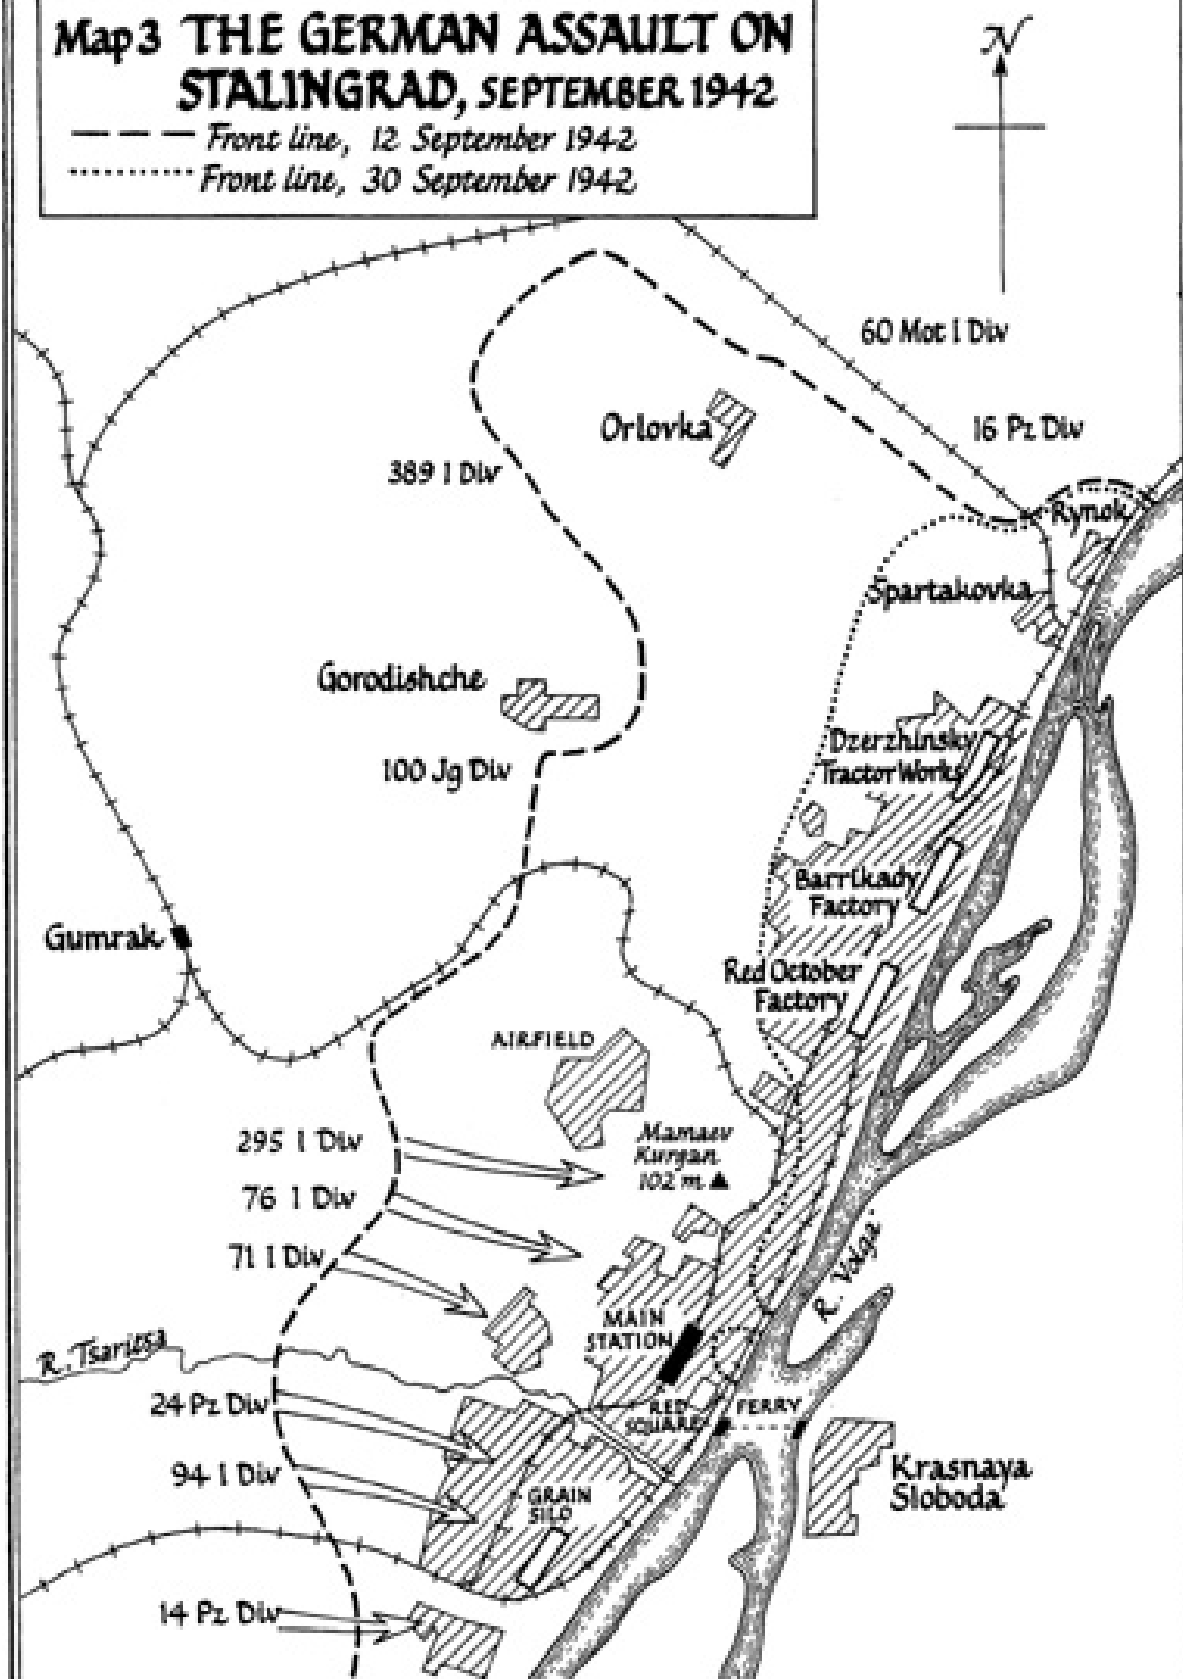 Map 3 THE GERMAN ASSAULT ON
STALINGRAD, SEPTEMBER 1942
Front line, 12 September 1942
Front line, 30 September 1942
N
60 Mot I Div
16 Pz Div
Orlovka
389 I Div
Rynok
Spartakovka
Gorodishche
Dzerzhinsky
Tractor Works
100 Jg Div
Barrikady
Factory
Gumrak
Red October
Factory
AIRFIELD
295 I Div
Mamaev
Kurgan
102 m
76 I Div
71 I Div
R. Volga
MAIN
STATION
R. Tsaritsa
24 Pz Div
RED
SQUARE
FERRY
94 I Div
Krasnaya
Sloboda
GRAIN
SILO
14 Pz Div